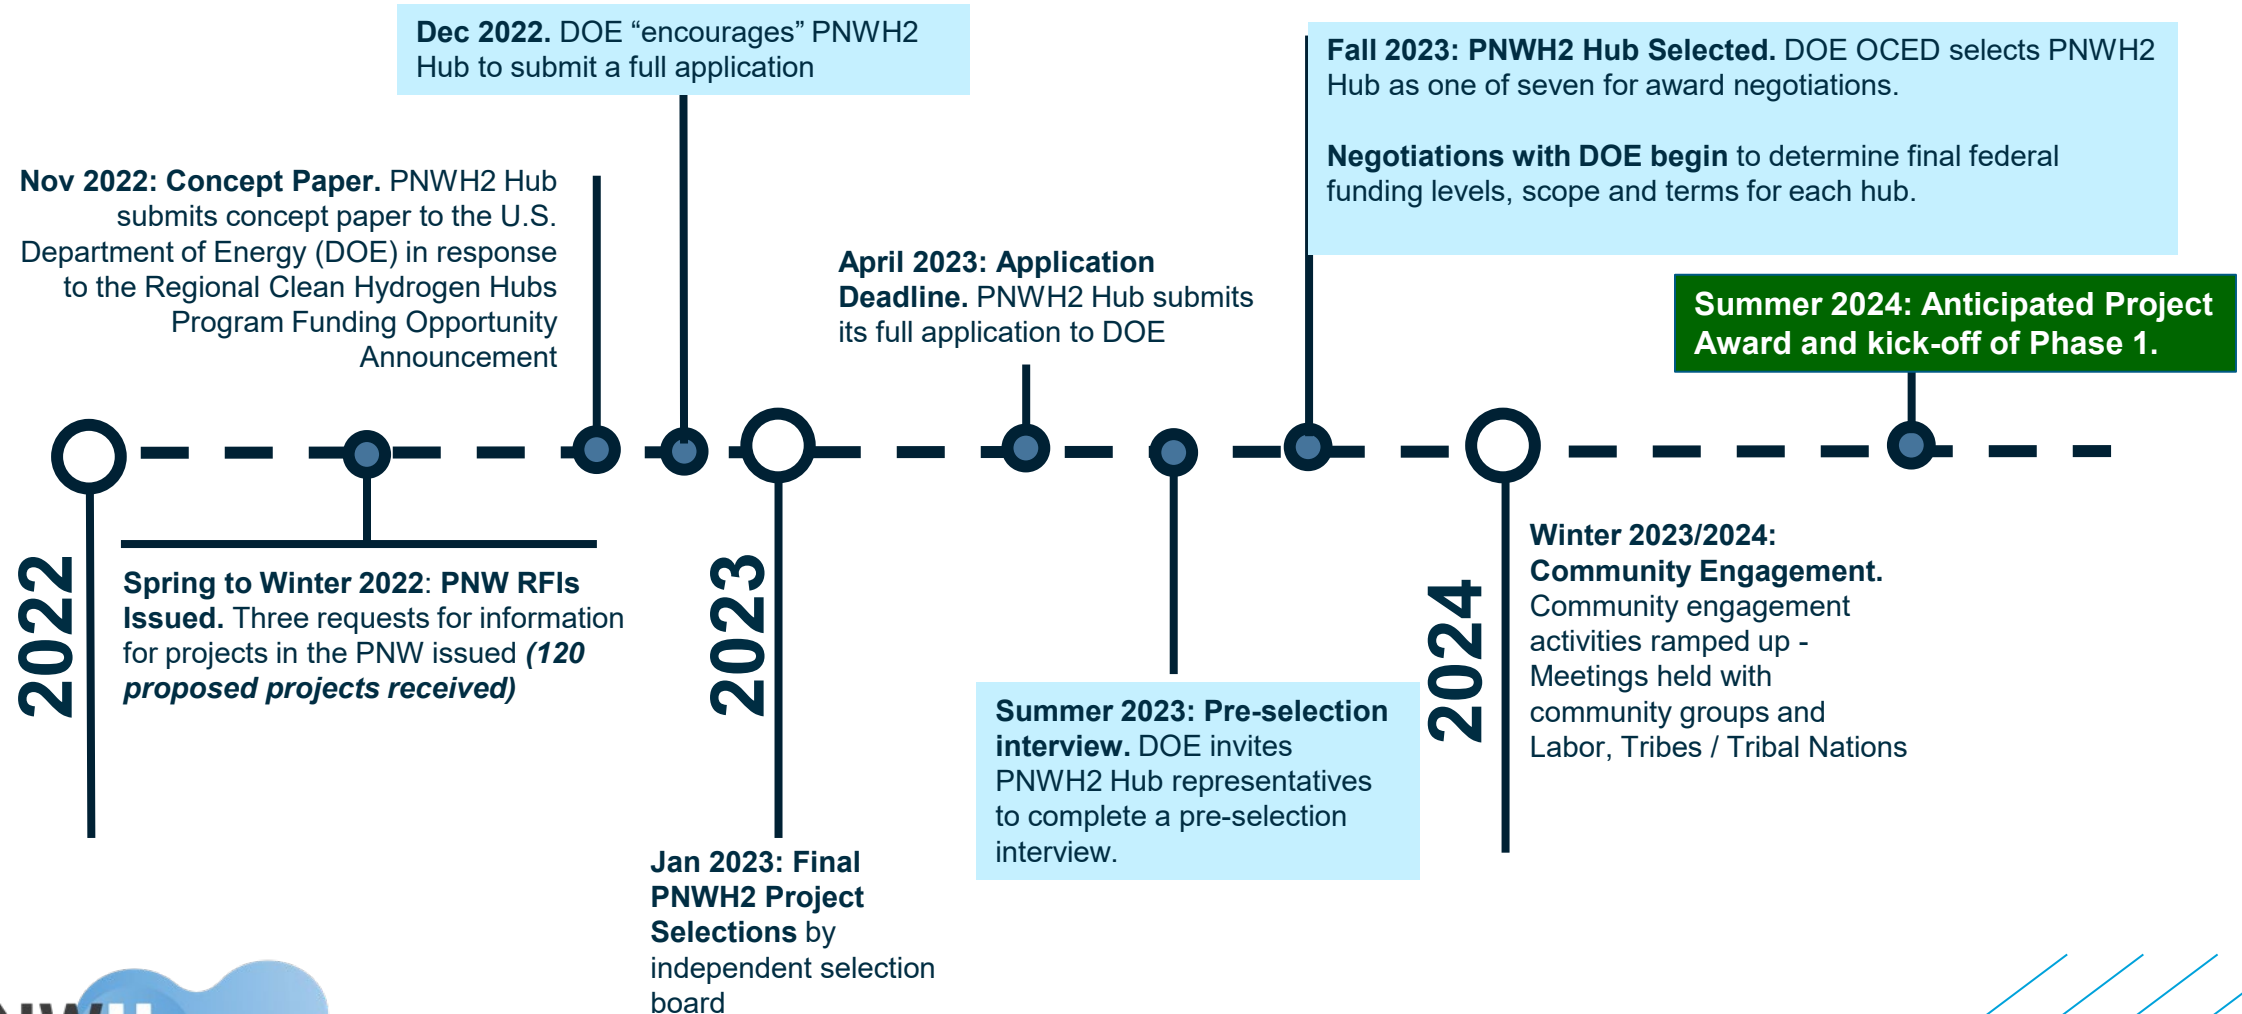 Dec 2022. DOE “encourages” PNWH2
Hub to submit a full application
Fall 2023: PNWH2 Hub Selected. DOE OCED selects PNWH2
Hub as one of seven for award negotiations.
Negotiations with DOE begin to determine final federal
funding levels, scope and terms for each hub.
Nov 2022: Concept Paper. PNWH2 Hub
submits concept paper to the U.S.
Department of Energy (DOE) in response
to the Regional Clean Hydrogen Hubs
Program Funding Opportunity
Announcement
April 2023: Application
Deadline. PNWH2 Hub submits
its full application to DOE
Summer 2024: Anticipated Project
Award and kick-off of Phase 1.
2022
Spring to Winter 2022: PNW RFIs
Issued. Three requests for information
for projects in the PNW issued (120
proposed projects received)
2023
Jan 2023: Final
PNWH2 Project
Selections by
independent selection
board
Summer 2023: Pre-selection
interview. DOE invites
PNWH2 Hub representatives
to complete a pre-selection
interview.
2024
Winter 2023/2024:
Community Engagement.
Community engagement
activities ramped up -
Meetings held with
community groups and
Labor, Tribes / Tribal Nations